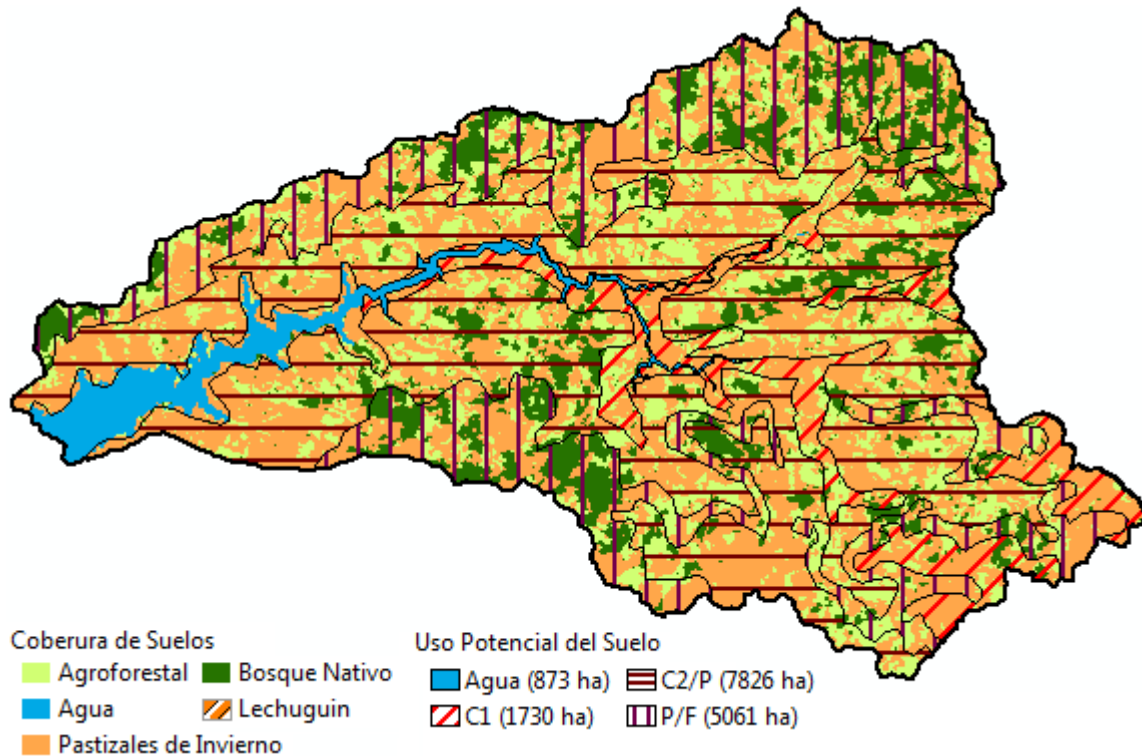 Coberura de Suelos
Agroforestal
Bosque Nativo
Agua
Lechuguin
Pastizales de Invierno
Uso Potencial del Suelo
Agua (873 ha)
C2/P (7826 ha)
C1 (1730 ha)
P/F (5061 ha)